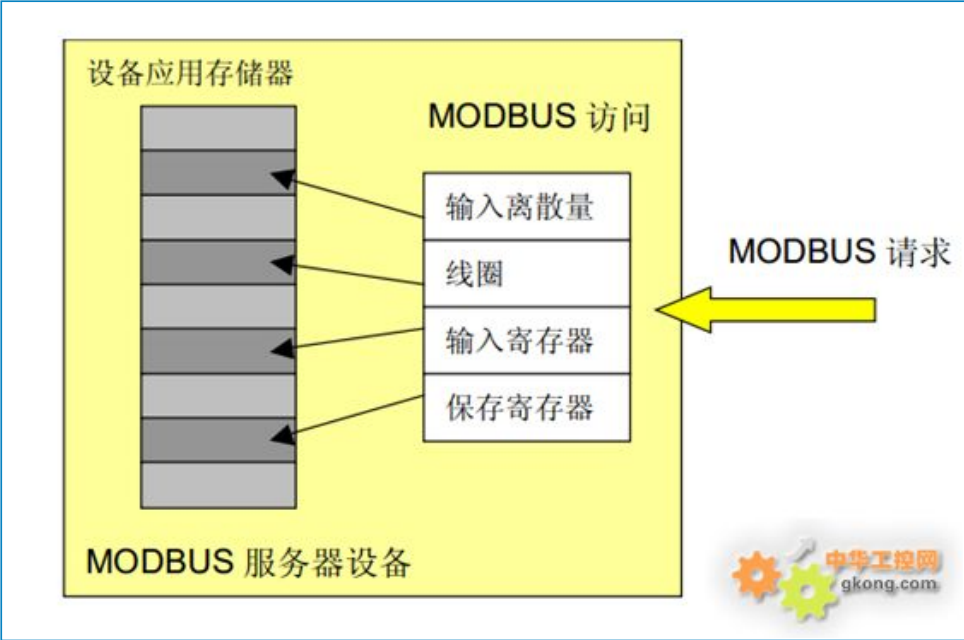 设备应用存储器
MODBUS 访问
输入离散量
线圈
输入寄存器
保存寄存器
MODBUS 请求
MODBUS 服务器设备
中华工控网
gkong.com